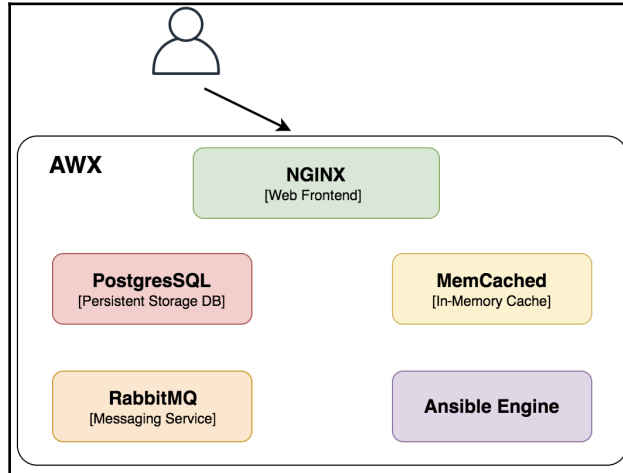 AWX
NGINX
[Web Frontend]
PostgresSQL
[Persistent Storage DB]
MemCached
[In-Memory Cache]
RabbitMQ
[Messaging Service]
Ansible Engine